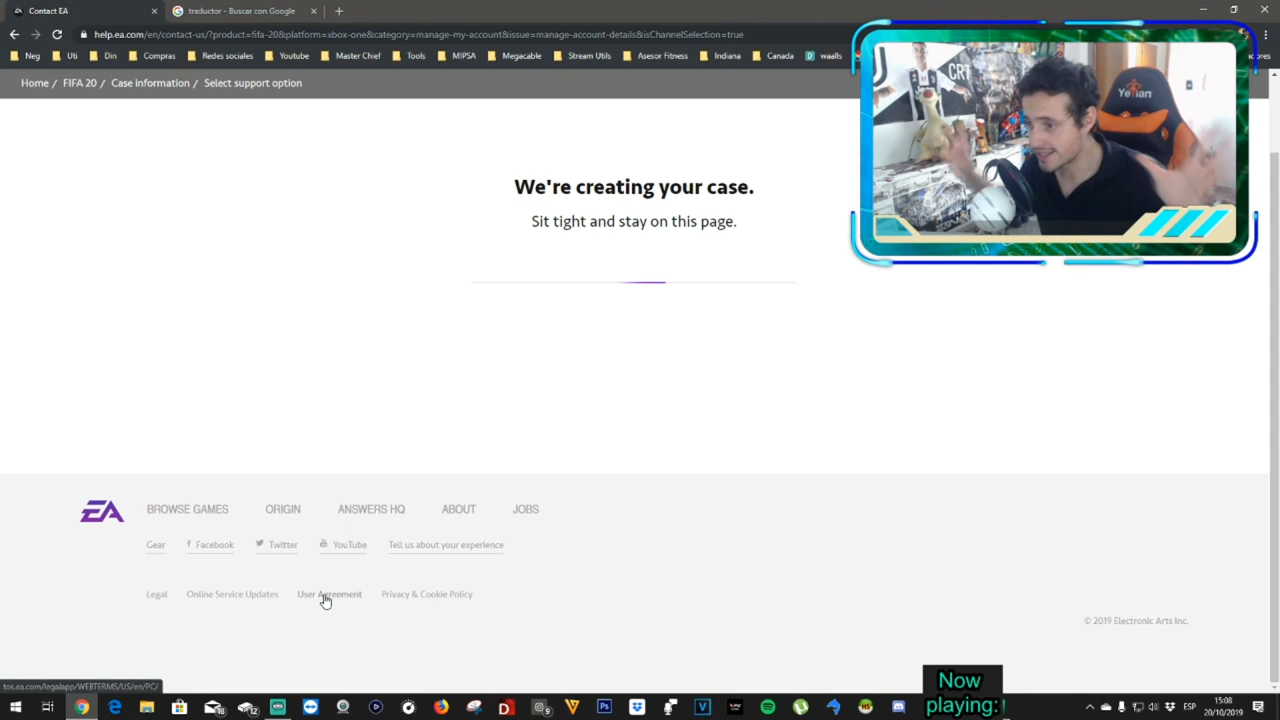 Contact EA
traductor - Buscar con Google
help.ea.com/en/contact-us/?product=fifa-20&platform=xbox-one&category=manage-my-account&issue=manage-account-details&isChannelSelection=true
Neg Uti Din Compras Redes sociales Youtube Master Chief Tools MIPSA Megacable Stream Utils Asesor Fitness Indiana waalls
Home / FIFA 20 / Case Information / Select support option
CR7
Jeep
Yeyian
We're creating your case.
Sit tight and stay on this page.
EA
BROWSE GAMES ORIGIN ANSWERS HQ ABOUT JOBS
Gear Facebook Twitter YouTube Tell us about your experience
Legal Online Service Updates User Agreement Privacy & Cookie Policy
© 2019 Electronic Arts Inc.
tos.ea.com/legalapp/WEBTERMS/US/en/PC/
Now
playing:
ESP
15:08
20/10/2019